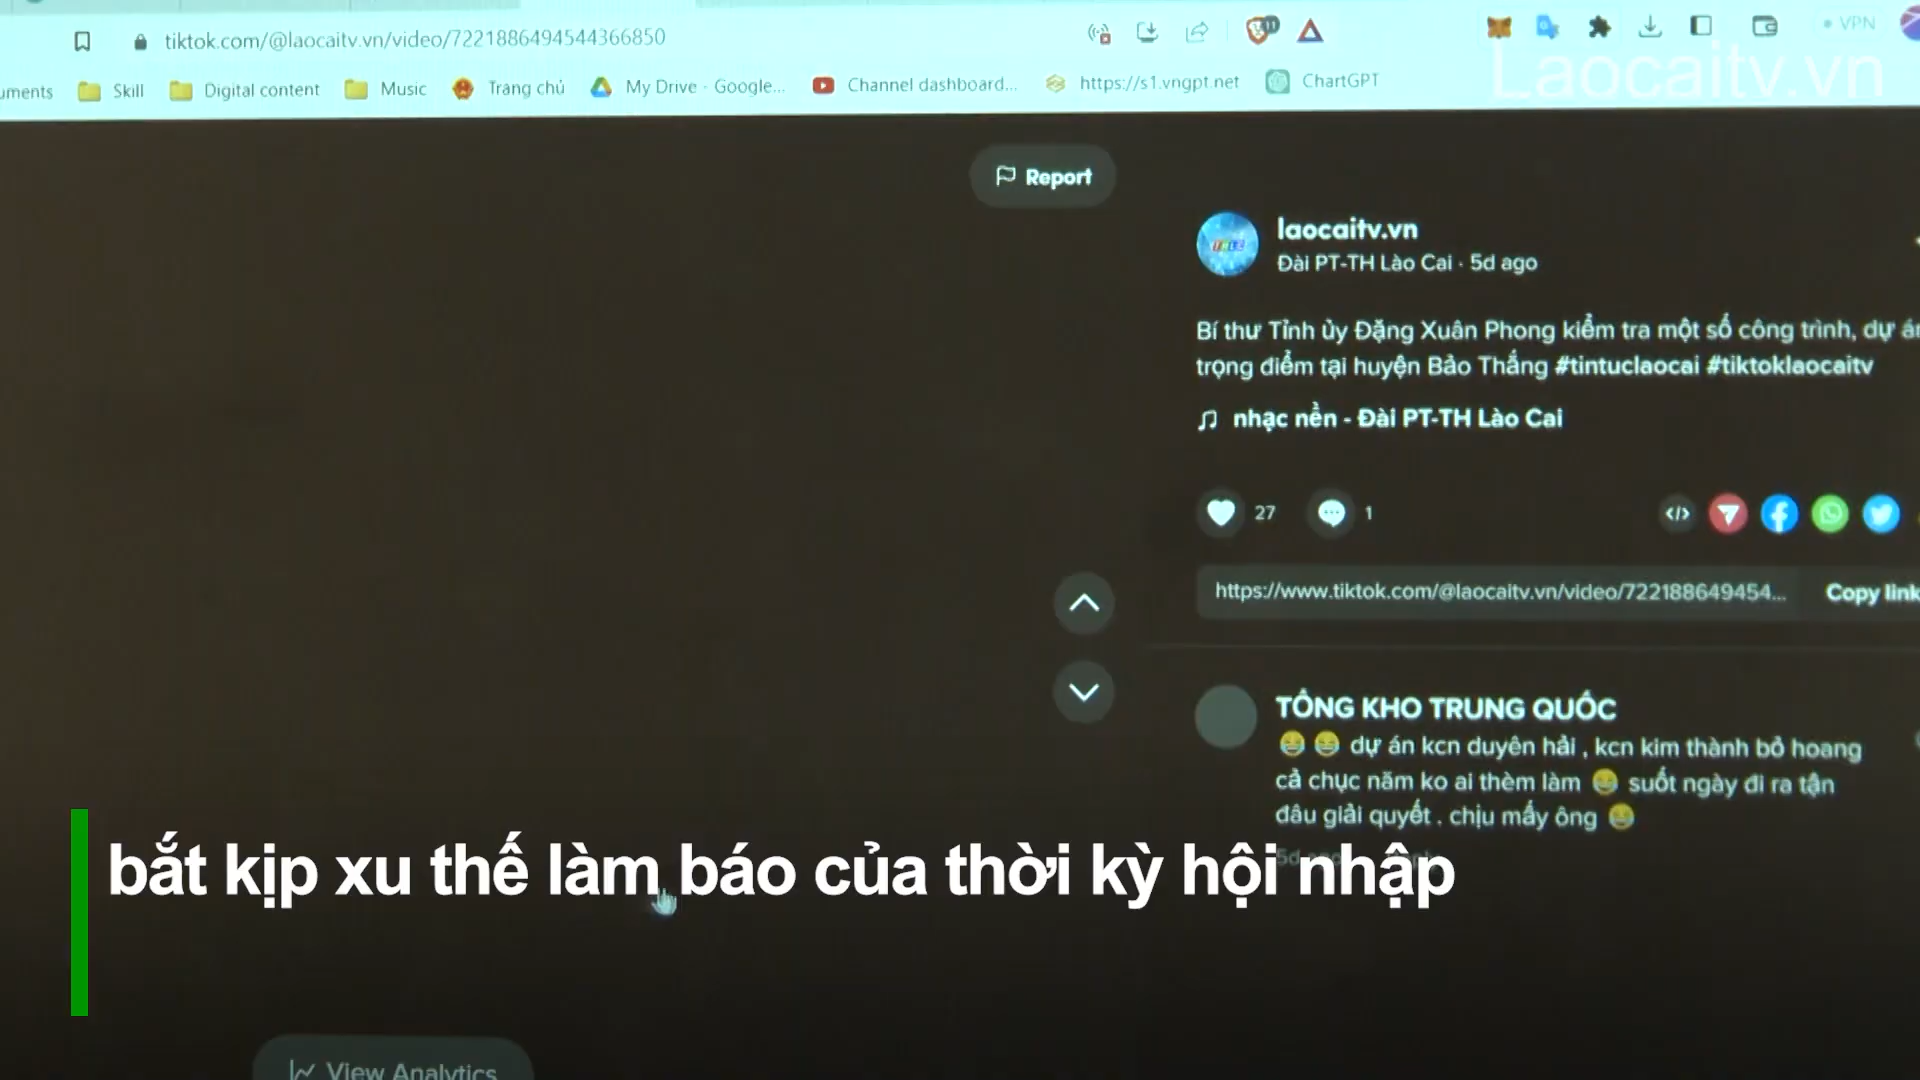 tiktok.com/@laocaitv.vn/video/7221886494544366850
VPN
uments Skill Digital content Music Trang chủ My Drive - Google... Channel dashboard... https://s1.vngpt.net ChartGPT
Laocaitv.vn
Report
laocaitv.vn
Đài PT-TH Lào Cai · 5d ago
Bí thư Tỉnh ủy Đặng Xuân Phong kiểm tra một số công trình, dự án
trọng điểm tại huyện Bảo Thắng #tintuclaocai #tiktoklaocaitv
nhạc nền - Đài PT-TH Lào Cai
27 1
https://www.tiktok.com/@laocaitv.vn/video/722188649454... Copy link
TỔNG KHO TRUNG QUỐC
😂 😂 dự án kcn duyên hải , kcn kim thành bỏ hoang
cả chục năm ko ai thèm làm 😂 suốt ngày đi ra tận
đâu giải quyết . chịu mấy ông 😂
5d ago
bắt kịp xu thế làm báo của thời kỳ hội nhập
View Analytics